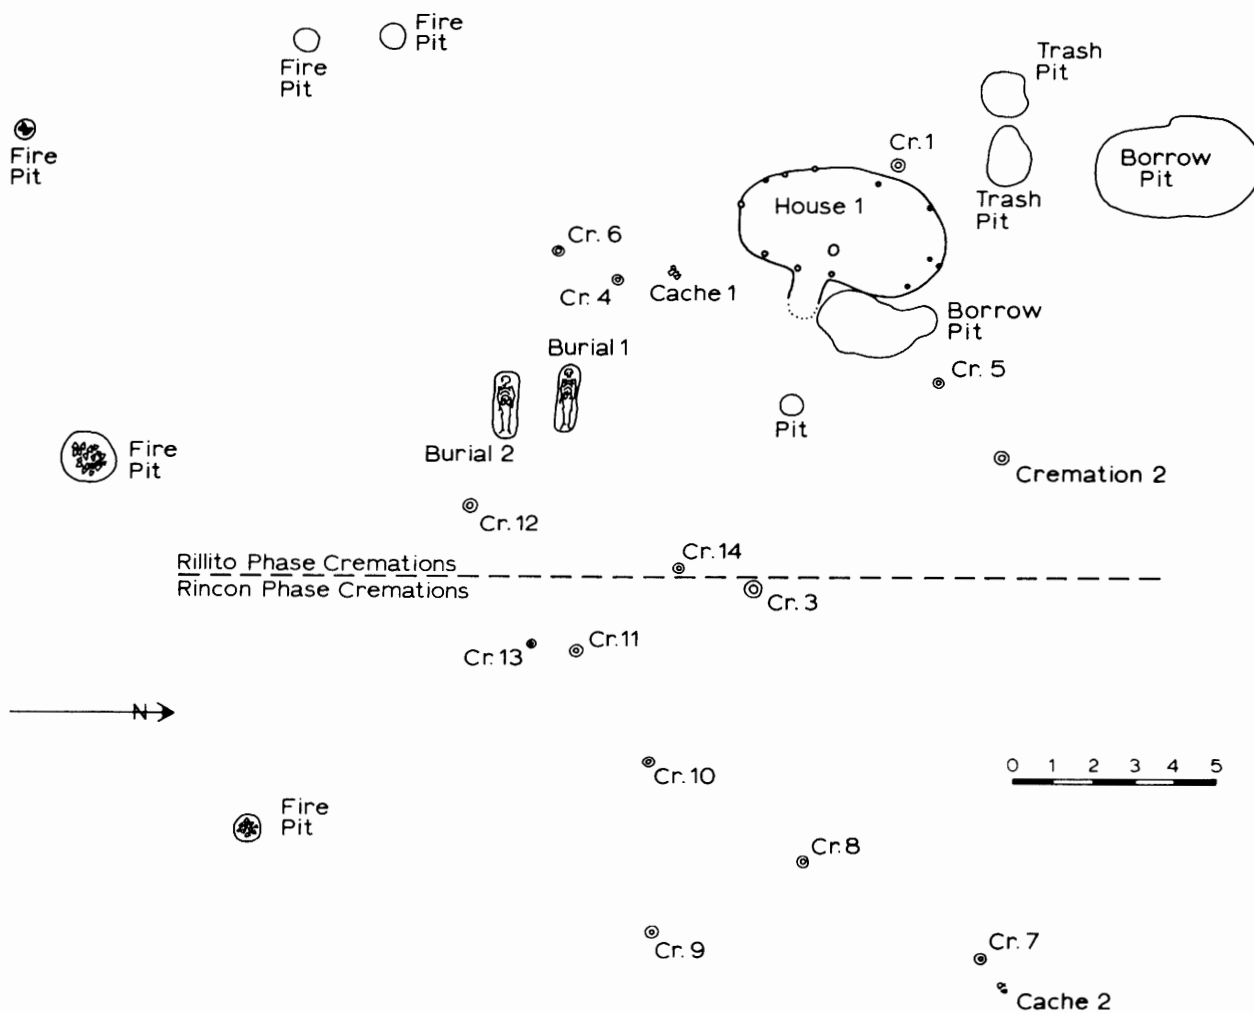 Fire
Pit
Fire
Pit
Trash
Pit
Fire
Pit
Cr. 1
Borrow
Pit
Trash
Pit
House 1
Cr. 6
Cr. 4
Cache 1
Borrow
Pit
Burial 1
Cr. 5
Pit
Fire
Pit
Burial 2
Cremation 2
Cr. 12
Rillito Phase Cremations
Cr. 14
Rincon Phase Cremations
Cr. 3
Cr. 11
Cr. 13
N
0 1 2 3 4 5
Cr. 10
Fire
Pit
Cr. 8
Cr. 9
Cr. 7
Cache 2